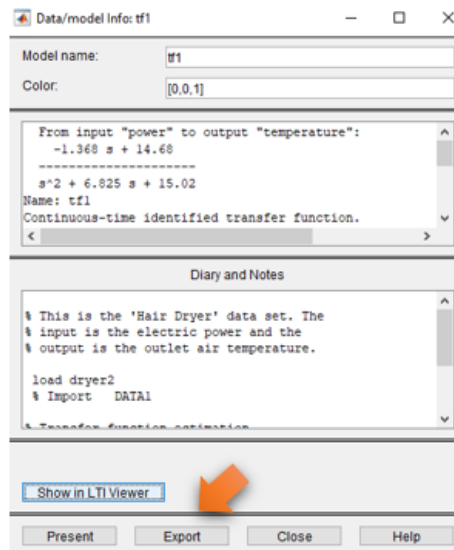 Data/model Info: tf1
Model name:
tf1
Color:
[0,0,1]
From input "power" to output "temperature":
-1.368 s + 14.68
---------------------
s^2 + 6.825 s + 15.02
Name: tf1
Continuous-time identified transfer function.
Diary and Notes
% This is the 'Hair Dryer' data set. The
% input is the electric power and the
% output is the outlet air temperature.
load dryer2
% Import   DATA1
% Transfer function estimation
Show in LTI Viewer
Present
Export
Close
Help